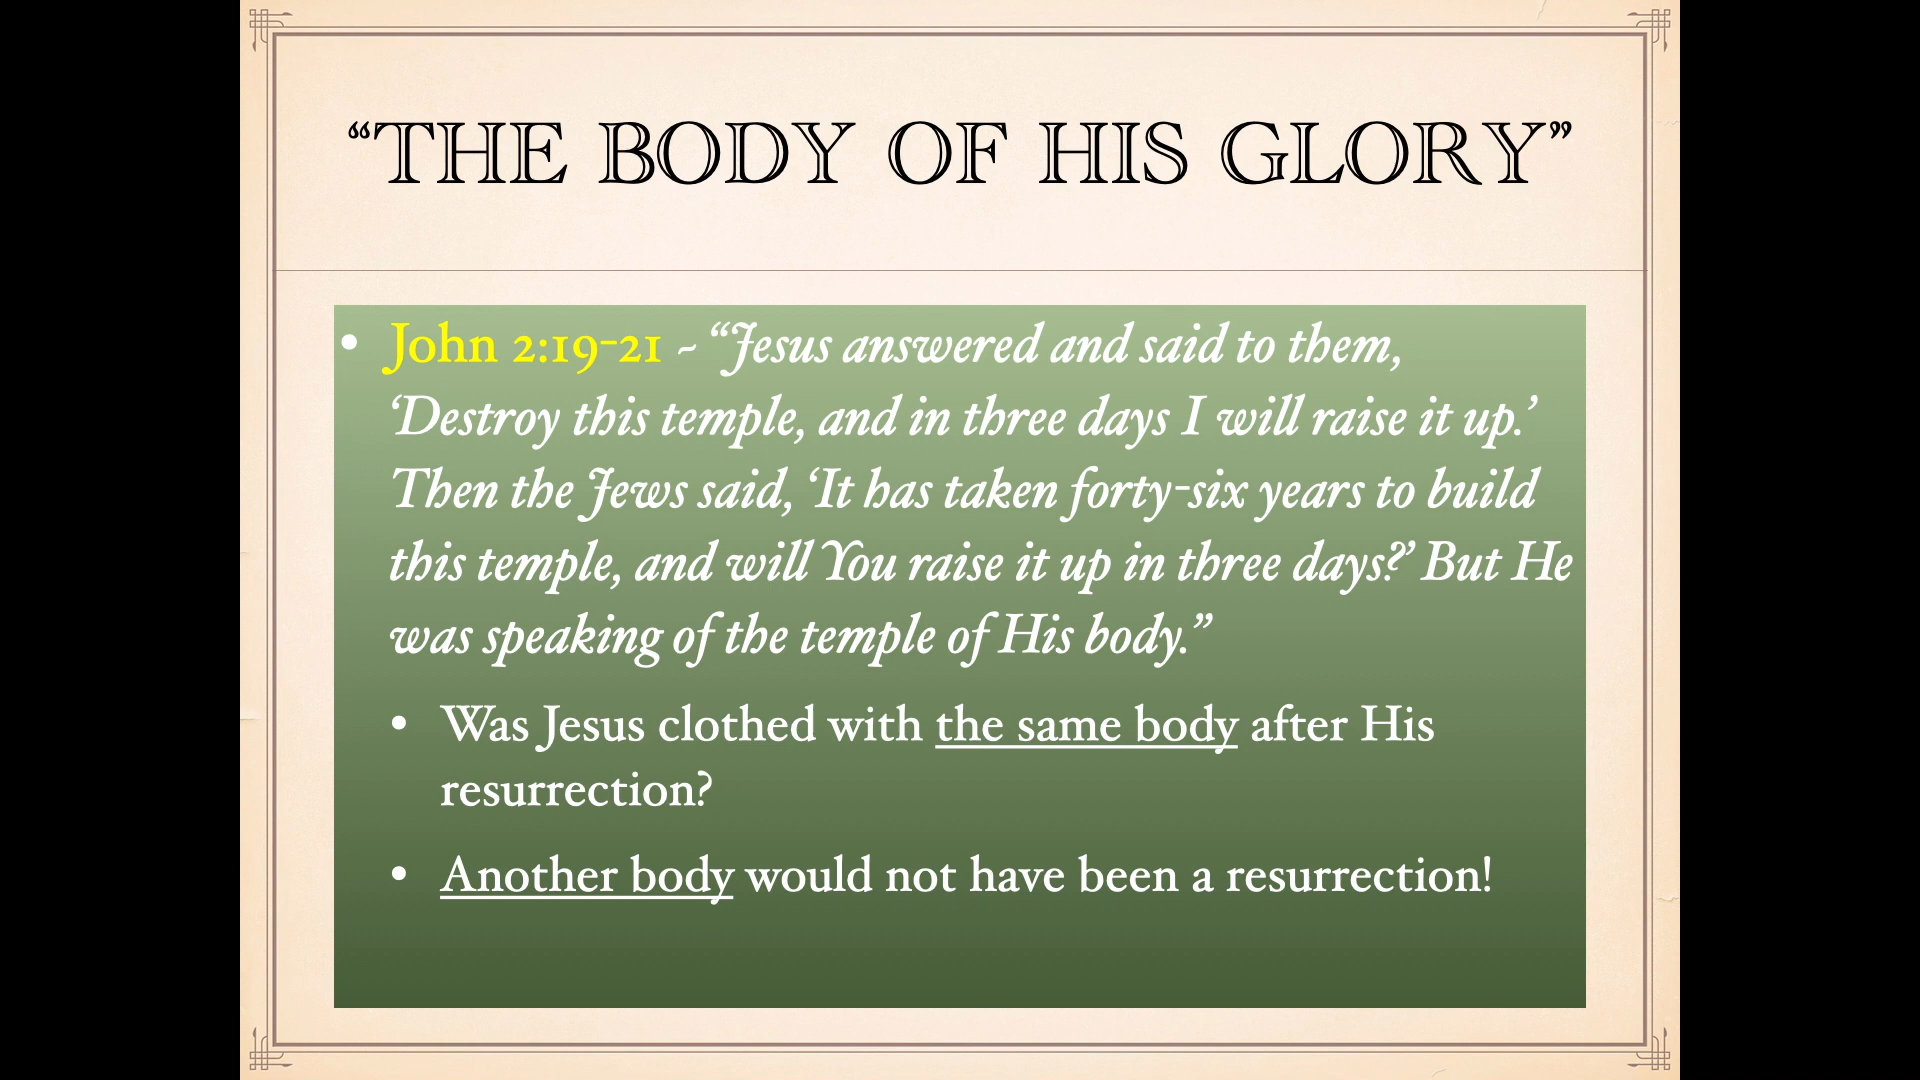 “THE BODY OF HIS GLORY”
• John 2:19-21 ~ “Jesus answered and said to them,
‘Destroy this temple, and in three days I will raise it up.’
Then the Jews said, ‘It has taken forty-six years to build
this temple, and will You raise it up in three days?’ But He
was speaking of the temple of His body.”
• Was Jesus clothed with the same body after His
resurrection?
• Another body would not have been a resurrection!